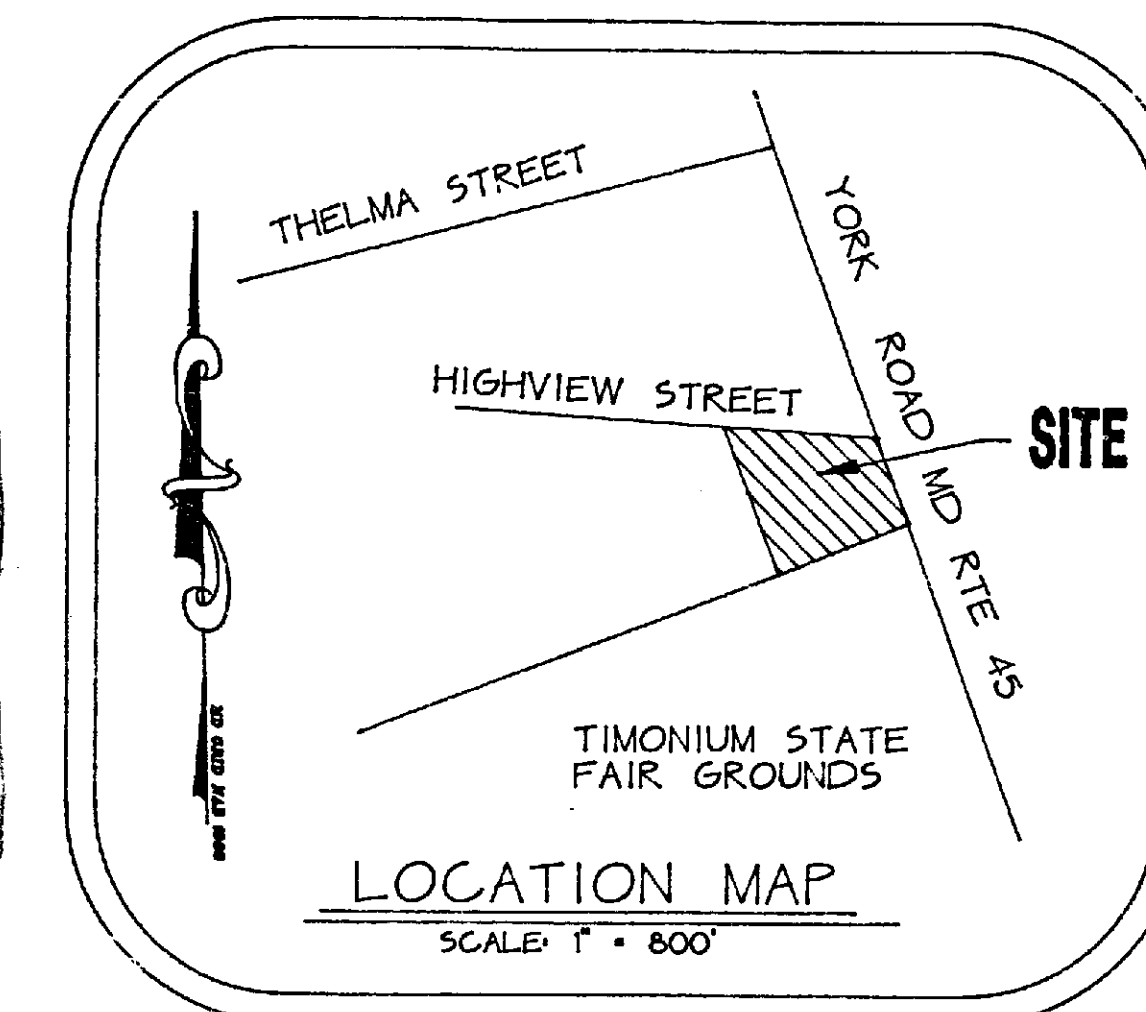 THELMA STREET
YORK ROAD MD RTE 45
HIGHVIEW STREET
SITE
TIMONIUM STATE
FAIR GROUNDS
LOCATION MAP
SCALE: 1" = 800'